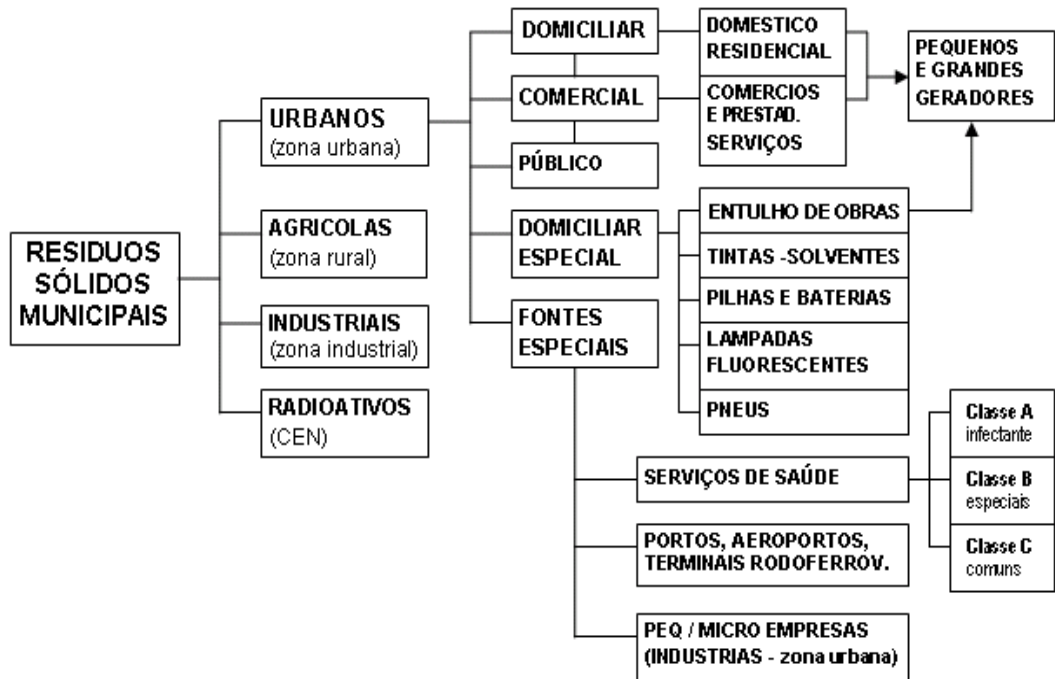 RESIDUOS
SÓLIDOS
MUNICIPAIS
URBANOS
(zona urbana)
AGRICOLAS
(zona rural)
INDUSTRIAIS
(zona industrial)
RADIOATIVOS
(CEN)
DOMICILIAR
COMERCIAL
PÚBLICO
DOMICILIAR
ESPECIAL
FONTES
ESPECIAIS
DOMESTICO
RESIDENCIAL
COMERCIOS
E PRESTAD.
SERVIÇOS
PEQUENOS
E GRANDES
GERADORES
ENTULHO DE OBRAS
TINTAS -SOLVENTES
PILHAS E BATERIAS
LAMPADAS
FLUORESCENTES
PNEUS
SERVIÇOS DE SAÚDE
PORTOS, AEROPORTOS,
TERMINAIS RODOFERROV.
PEQ / MICRO EMPRESAS
(INDUSTRIAS - zona urbana)
Classe A
infectante
Classe B
especiais
Classe C
comuns